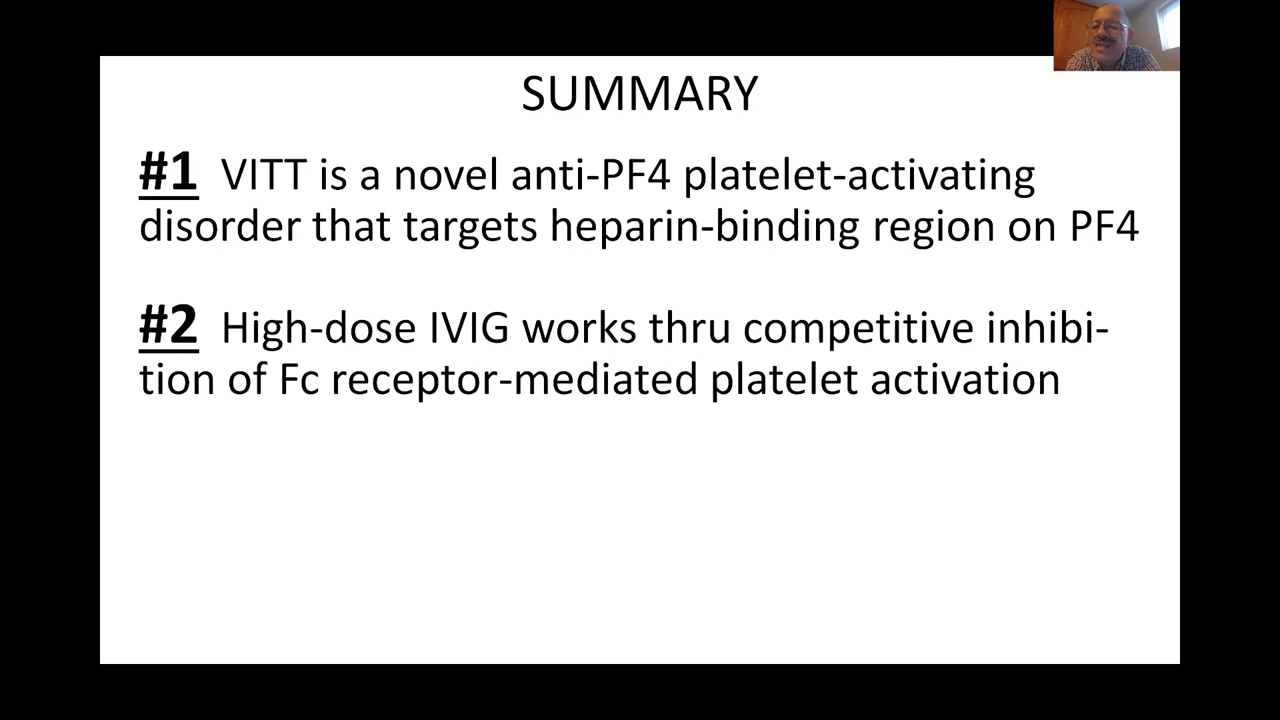 SUMMARY
#1 VITT is a novel anti-PF4 platelet-activating
disorder that targets heparin-binding region on PF4
#2 High-dose IVIG works thru competitive inhibi-
tion of Fc receptor-mediated platelet activation